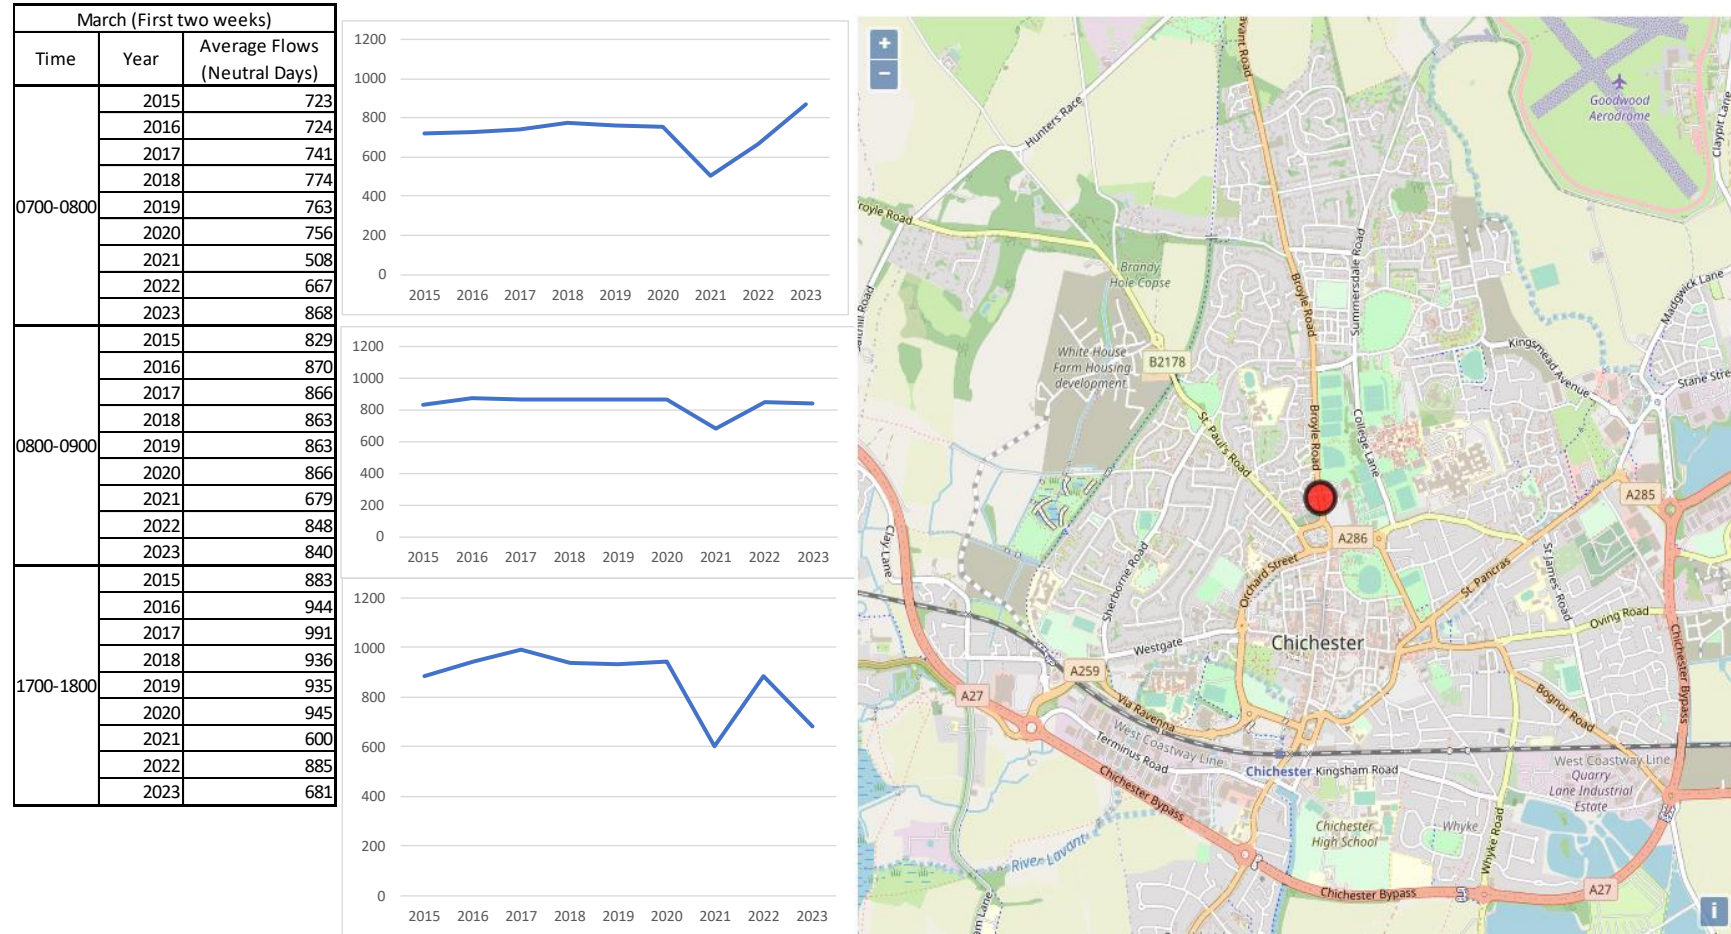 March (First two weeks)
Time Year Average Flows
(Neutral Days)
0700-0800
2015 723
2016 724
2017 741
2018 774
2019 763
2020 756
2021 508
2022 667
2023 868
0800-0900
2015 829
2016 870
2017 866
2018 863
2019 863
2020 866
2021 679
2022 848
2023 840
1700-1800
2015 883
2016 944
2017 991
2018 936
2019 935
2020 945
2021 600
2022 885
2023 681
1200
1000
800
600
400
200
0
2015 2016 2017 2018 2019 2020 2021 2022 2023
1200
1000
800
600
400
200
0
2015 2016 2017 2018 2019 2020 2021 2022 2023
1200
1000
800
600
400
200
0
2015 2016 2017 2018 2019 2020 2021 2022 2023
+
−
Hunters Race
Goodwood
Aerodrome
Claypit Lane
Road
Brandy
Hole Copse
Broyle Road
Summersdale Road
Madgwick Lane
White House
Farm Housing
development
B2178
Kingsmead Avenue
St. Paul's Road
Broyle Road
College Lane
A285
A286
Clay Lane
Sherborne Road
Orchard Street
St. Pancras
St James' Road
Oving Road
Chichester
Westgate
A259
A27
Via Ravenna
West Coastway Line
Terminus Road
Chichester
Kingsham Road
Bognor Road
Chichester Bypass
West Coastway Line
Quarry
Lane Industrial
Estate
Chichester Bypass
Chichester
High School
Whyke
Whyke Road
River Lavant
Chichester Bypass
A27
i